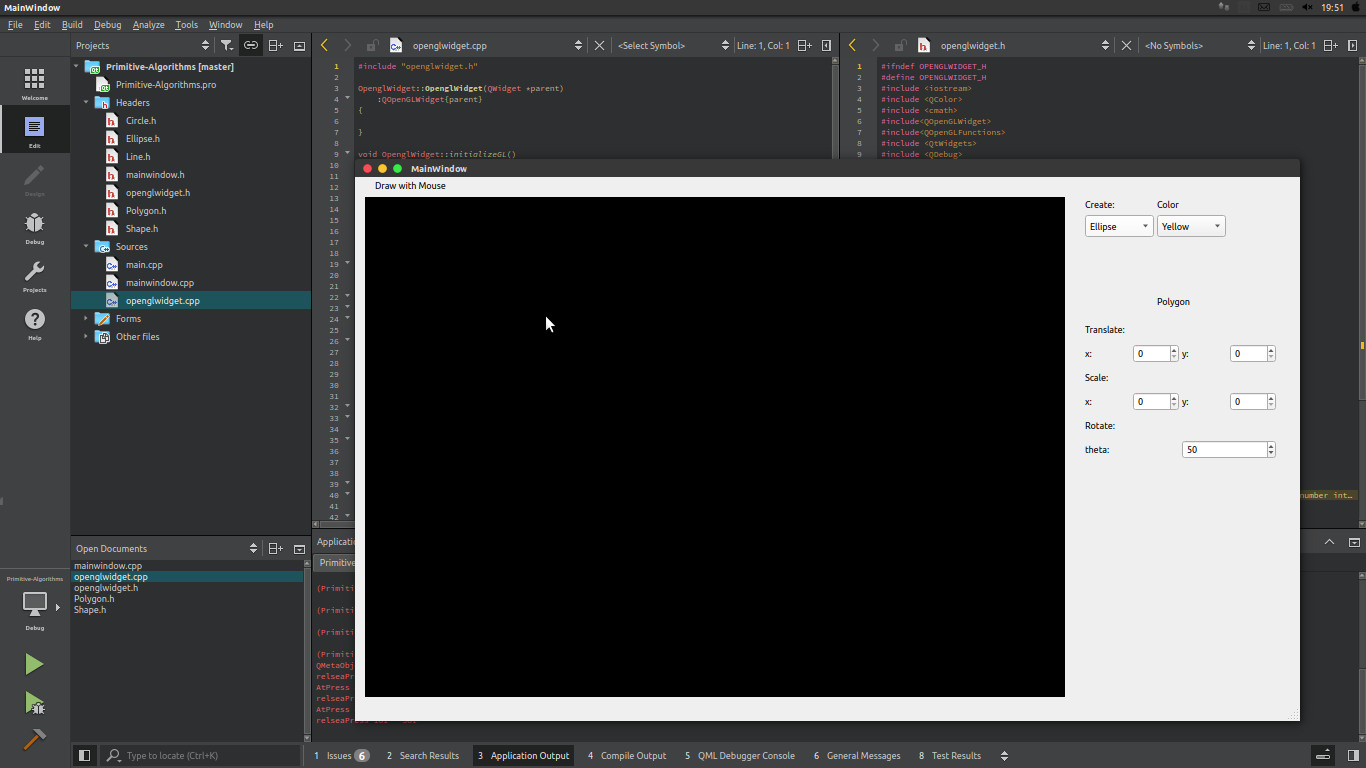 MainWindow
19:51
File Edit Build Debug Analyze Tools Window Help
Projects
openglwidget.cpp
<Select Symbol>
Line: 1, Col: 1
openglwidget.h
<No Symbols>
Line: 1, Col: 1
Welcome
Edit
Design
Debug
Projects
Help
Primitive-Algorithms [master]
Primitive-Algorithms.pro
Headers
Circle.h
Ellipse.h
Line.h
mainwindow.h
openglwidget.h
Polygon.h
Shape.h
Sources
main.cpp
mainwindow.cpp
openglwidget.cpp
Forms
Other files
1 #include "openglwidget.h"
2
3 OpenglWidget::OpenglWidget(QWidget *parent)
4 :QOpenGLWidget{parent}
5 {
6
7 }
8
9 void OpenglWidget::initializeGL()
10
11
12
13
14
15
16
17
18
19
20
21
22
23
24
25
26
27
28
29
30
31
32
33
34
35
36
37
38
39
40
41
42
1 #ifndef OPENGLWIDGET_H
2 #define OPENGLWIDGET_H
3 #include <iostream>
4 #include <QColor>
5 #include <cmath>
6 #include<QOpenGLWidget>
7 #include<QOpenGLFunctions>
8 #include <QtWidgets>
9 #include <QDebug>
number int…
MainWindow
Draw with Mouse
Create: Color
Ellipse Yellow
Polygon
Translate:
x: 0 y: 0
Scale:
x: 0 y: 0
Rotate:
theta: 50
Open Documents
mainwindow.cpp
openglwidget.cpp
openglwidget.h
Polygon.h
Shape.h
Primitive-Algorithms
Debug
Applicati
Primitive
(Primiti
(Primiti
(Primiti
(Primiti
QMetaObj
relseaPr
AtPress
relseaPr
AtPress
Type to locate (Ctrl+K)
1 Issues 6 2 Search Results 3 Application Output 4 Compile Output 5 QML Debugger Console 6 General Messages 8 Test Results